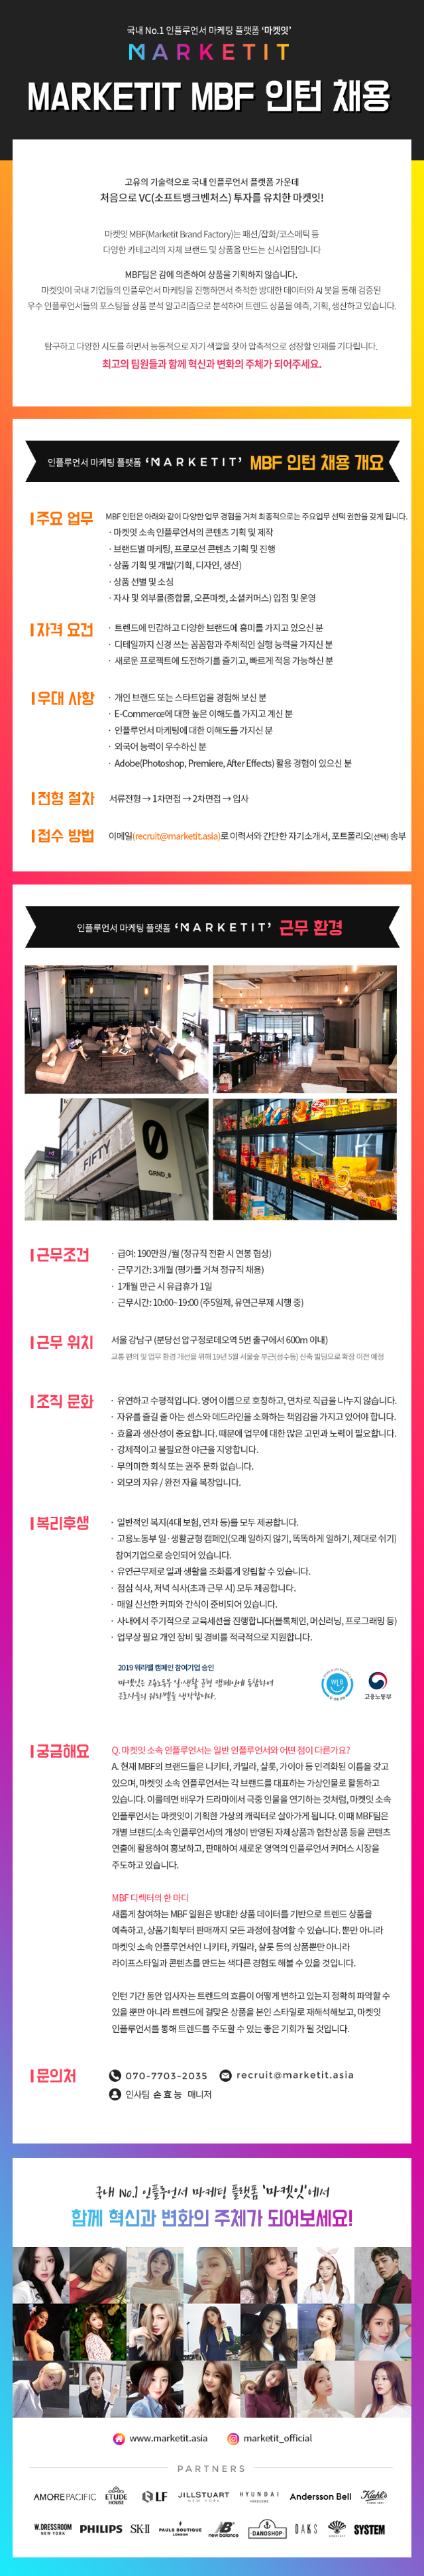 국내 No.1 인플루언서 마케팅 플랫폼 ‘마켓잇’
MARKETIT
MARKETIT MBF 인턴 채용
고유의 기술력으로 국내 인플루언서 플랫폼 가운데
처음으로 VC(소프트뱅크벤처스) 투자를 유치한 마켓잇!
마켓잇 MBF(Marketit Brand Factory)는 패션/잡화/코스메틱 등
다양한 카테고리의 자체 브랜드 및 상품을 만드는 신사업팀입니다
MBF팀은 감에 의존하여 상품을 기획하지 않습니다.
마켓잇이 국내 기업들의 인플루언서 마케팅을 진행하면서 축적한 방대한 데이터와 AI 봇을 통해 검증된
우수 인플루언서들의 포스팅을 상품 분석 알고리즘으로 분석하여 트렌드 상품을 예측, 기획, 생산하고 있습니다.
탐구하고 다양한 시도를 하면서 능동적으로 자기 색깔을 찾아 압축적으로 성장할 인재를 기다립니다.
최고의 팀원들과 함께 혁신과 변화의 주체가 되어주세요.
인플루언서 마케팅 플랫폼 ‘MARKETIT’ MBF 인턴 채용 개요
주요 업무 MBF 인턴은 아래와 같이 다양한 업무 경험을 거쳐 최종적으로는 주요업무 선택 권한을 갖게 됩니다.
· 마켓잇 소속 인플루언서의 콘텐츠 기획 및 제작
· 브랜드별 마케팅, 프로모션 콘텐츠 기획 및 진행
· 상품 기획 및 개발(기획, 디자인, 생산)
· 상품 선별 및 소싱
· 자사 및 외부몰(종합몰, 오픈마켓, 소셜커머스) 입점 및 운영
자격 요건 · 트렌드에 민감하고 다양한 브랜드에 흥미를 가지고 있으신 분
· 디테일까지 신경 쓰는 꼼꼼함과 주체적인 실행 능력을 가지신 분
· 새로운 프로젝트에 도전하기를 즐기고, 빠르게 적응 가능하신 분
우대 사항 · 개인 브랜드 또는 스타트업을 경험해 보신 분
· E-Commerce에 대한 높은 이해도를 가지고 계신 분
· 인플루언서 마케팅에 대한 이해도를 가지신 분
· 외국어 능력이 우수하신 분
· Adobe(Photoshop, Premiere, After Effects) 활용 경험이 있으신 분
전형 절차 서류전형 → 1차면접 → 2차면접 → 입사
접수 방법 이메일(recruit@marketit.asia)로 이력서와 간단한 자기소개서, 포트폴리오(선택) 송부
인플루언서 마케팅 플랫폼 ‘MARKETIT’ 근무 환경
FIFTY
0
GRND_8
근무조건 · 급여: 190만원 /월 (정규직 전환 시 연봉 협상)
· 근무기간: 3개월 (평가를 거쳐 정규직 채용)
· 1개월 만근 시 유급휴가 1일
· 근무시간: 10:00~19:00 (주5일제, 유연근무제 시행 중)
근무 위치 서울 강남구 (분당선 압구정로데오역 5번 출구에서 600m 이내)
교통 편의 및 업무 환경 개선을 위해 19년 5월 서울숲 부근(성수동) 신축 빌딩으로 확장 이전 예정
조직 문화 · 유연하고 수평적입니다. 영어 이름으로 호칭하고, 연차로 직급을 나누지 않습니다.
· 자유를 즐길 줄 아는 센스와 데드라인을 소화하는 책임감을 가지고 있어야 합니다.
· 효율과 생산성이 중요합니다. 때문에 업무에 대한 많은 고민과 노력이 필요합니다.
· 강제적이고 불필요한 야근을 지양합니다.
· 무의미한 회식 또는 권주 문화 없습니다.
· 외모의 자유 / 완전 자율 복장입니다.
복리후생 · 일반적인 복지(4대 보험, 연차 등)를 모두 제공합니다.
· 고용노동부 일·생활균형 캠페인(오래 일하지 않기, 똑똑하게 일하기, 제대로 쉬기)
참여기업으로 승인되어 있습니다.
· 유연근무제로 일과 생활을 조화롭게 양립할 수 있습니다.
· 점심 식사, 저녁 식사(초과 근무 시) 모두 제공합니다.
· 매일 신선한 커피와 간식이 준비되어 있습니다.
· 사내에서 주기적으로 교육세션을 진행합니다(블록체인, 머신러닝, 프로그래밍 등)
· 업무상 필요 개인 장비 및 경비를 적극적으로 지원합니다.
2019 워라밸 캠페인 참여기업 승인
마켓잇은 고용노동부 일·생활 균형 캠페인에 동참하여
근로자들의 워라밸을 생각합니다.
WLB
고용노동부
궁금해요 Q. 마켓잇 소속 인플루언서는 일반 인플루언서와 어떤 점이 다른가요?
A. 현재 MBF의 브랜드들은 니키타, 카밀라, 샬롯, 가이아 등 인격화된 이름을 갖고
있으며, 마켓잇 소속 인플루언서는 각 브랜드를 대표하는 가상인물로 활동하고
있습니다. 이를테면 배우가 드라마에서 극중 인물을 연기하는 것처럼, 마켓잇 소속
인플루언서는 마켓잇이 기획한 가상의 캐릭터로 살아가게 됩니다. 이때 MBF팀은
개별 브랜드(소속 인플루언서)의 개성이 반영된 자체상품과 협찬상품 등을 콘텐츠
연출에 활용하여 홍보하고, 판매하여 새로운 영역의 인플루언서 커머스 시장을
주도하고 있습니다.
MBF 디렉터의 한 마디
새롭게 참여하는 MBF 일원은 방대한 상품 데이터를 기반으로 트렌드 상품을
예측하고, 상품기획부터 판매까지 모든 과정에 참여할 수 있습니다. 뿐만 아니라
마켓잇 소속 인플루언서인 니키타, 카밀라, 샬롯 등의 상품뿐만 아니라
라이프스타일과 콘텐츠를 만드는 색다른 경험도 해볼 수 있을 것입니다.
인턴 기간 동안 입사자는 트렌드의 흐름이 어떻게 변하고 있는지 정확히 파악할 수
있을 뿐만 아니라 트렌드에 걸맞은 상품을 본인 스타일로 재해석해보고, 마켓잇
인플루언서를 통해 트렌드를 주도할 수 있는 좋은 기회가 될 것입니다.
문의처 070-7703-2035 recruit@marketit.asia
인사팀 손효능 매니저
국내 No.1 인플루언서 마케팅 플랫폼 ‘마켓잇’에서
함께 혁신과 변화의 주체가 되어보세요!
www.marketit.asia marketit_official
PARTNERS
AMOREPACIFIC ETUDE HOUSE LF JILLSTUART NEW YORK HYUNDAI Andersson Bell Kiehl's
W.DRESSROOM NEW YORK PHILIPS SK-II PAULS BOUTIQUE LONDON new balance DANOSHOP DAKS SYSTEM